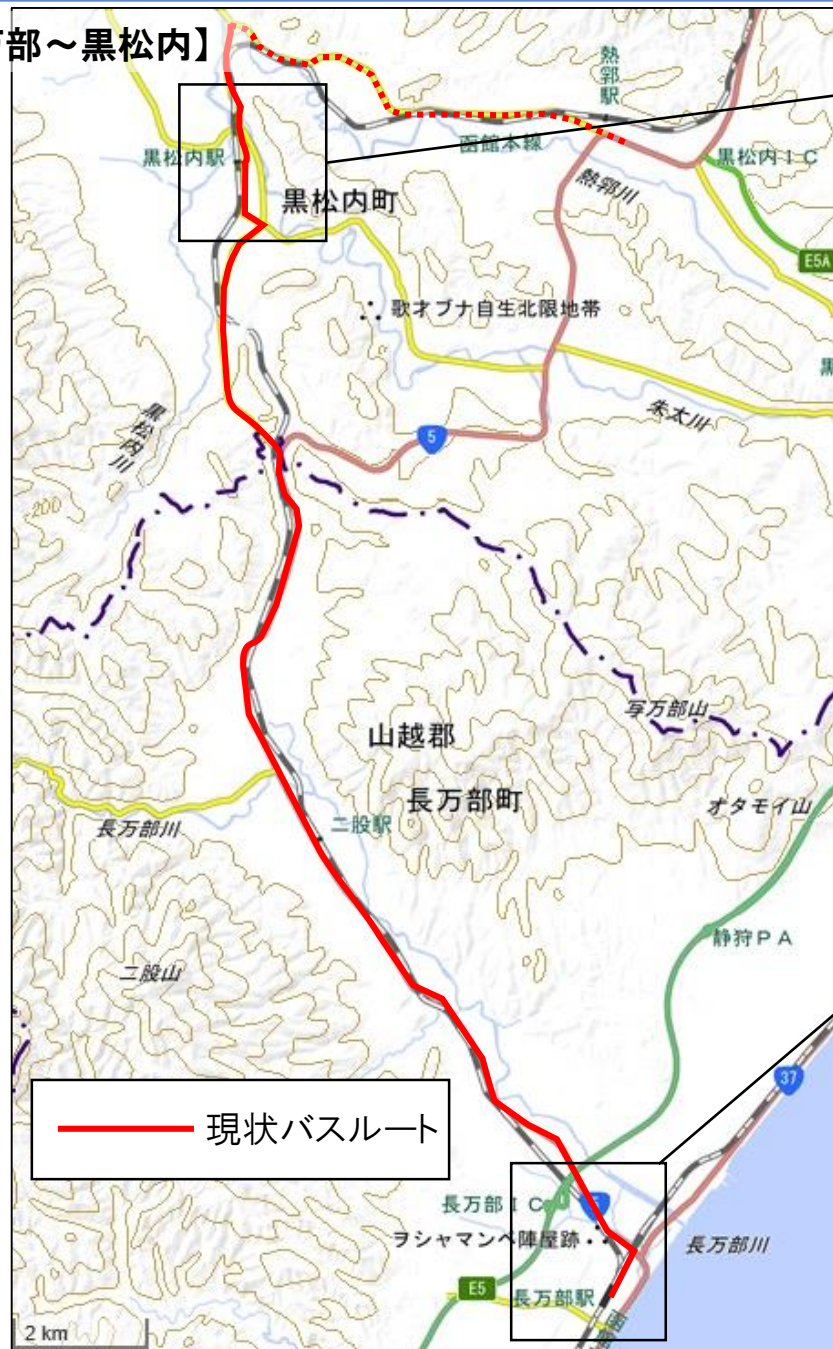 万部～黒松内】
熱郛駅
函館本線
黒松内IC
黒松内駅
熱郛川
黒松内町
E5A
歌才ブナ自生北限地帯
黒
朱太川
黒松内川
5
200
写万部山
山越郡
長万部町
オタモイ山
長万部川
二股駅
静狩PA
二股山
37
現状バスルート
長万部IC
5
ヲシャマンベ陣屋跡
長万部川
E5
長万部駅
函館
2 km